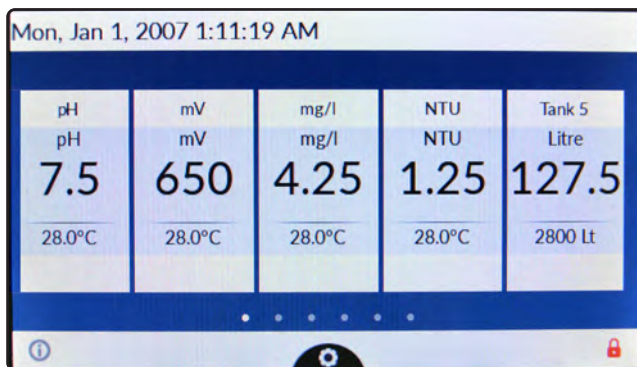 Mon, Jan 1, 2007 1:11:19 AM
pH mV mg/l NTU Tank 5
pH mV mg/l NTU Litre
7.5 650 4.25 1.25 127.5
28.0°C 28.0°C 28.0°C 28.0°C 2800 Lt